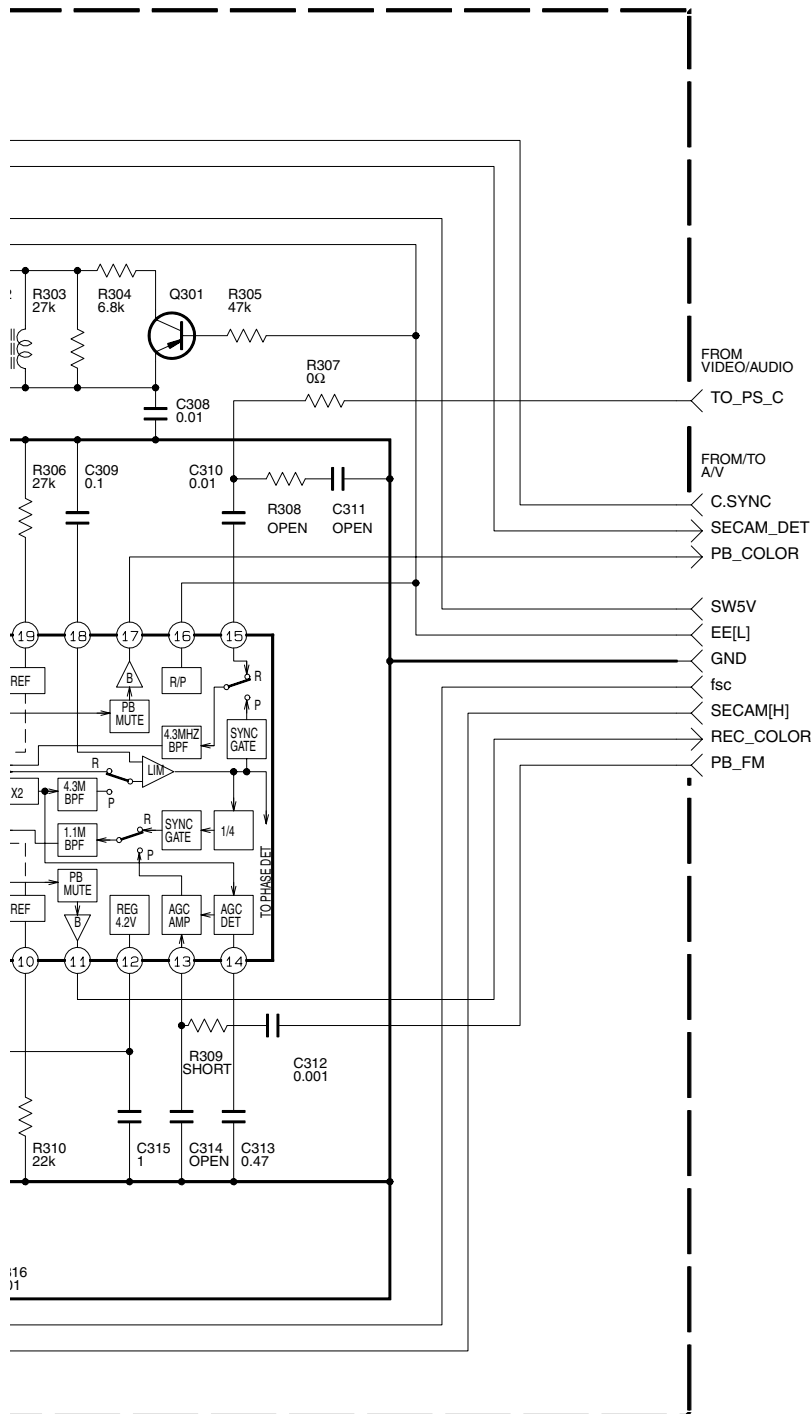 R303
27k
R304
6.8k
Q301
R305
47k
R307
0Ω
FROM
VIDEO/AUDIO
TO_PS_C
C308
0.01
R306
27k
C309
0.1
C310
0.01
R308
OPEN
C311
OPEN
FROM/TO
A/V
C.SYNC
SECAM_DET
PB_COLOR
SW5V
EE[L]
GND
fsc
SECAM[H]
REC_COLOR
PB_FM
19
18
17
16
15
REF
B
R/P
R
P
PB
MUTE
4.3MHZ
BPF
SYNC
GATE
R
LIM
X2
4.3M
BPF
P
1.1M
BPF
R
P
SYNC
GATE
1/4
TO PHASE DET
PB
MUTE
REF
B
REG
4.2V
AGC
AMP
AGC
DET
10
11
12
13
14
R309
SHORT
C312
0.001
R310
22k
C315
1
C314
OPEN
C313
0.47